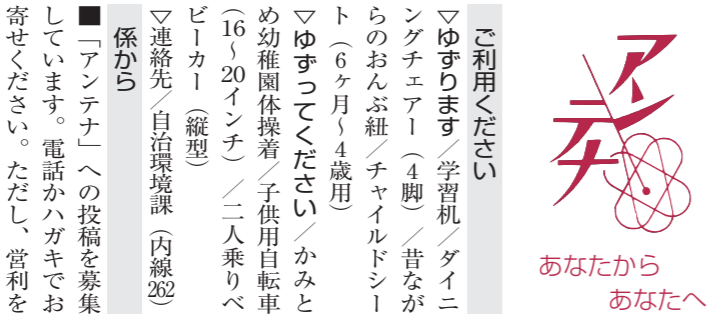 アンテナ
あなたから
あなたへ
ご利用ください
▽ゆずります／学習机／ダイニ
ングチェアー（4脚）／昔なが
らのおんぶ紐／チャイルドシー
ト（6ヶ月～4歳用）
▽ゆずってください／かみと
め幼稚園体操着／子供用自転車
（16～20インチ）／二人乗りベ
ビーカー（縦型）
▽連絡先／自治環境課（内線262）
係から
■「アンテナ」への投稿を募集
しています。電話かハガキでお
寄せください。ただし、営利を